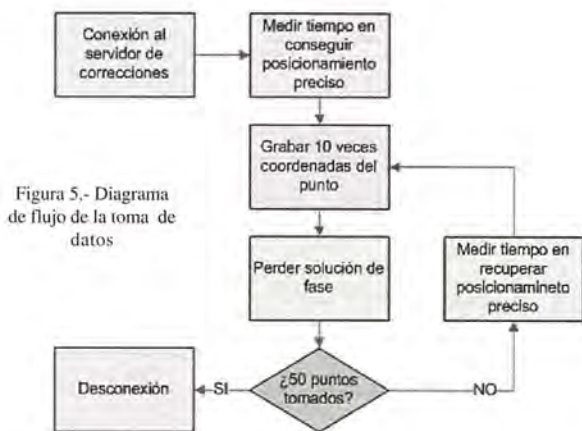 Conexión al
servidor de
correcciones
Medir tiempo en
conseguir
posicionamiento
preciso
Grabar 10 veces
coordenadas del
punto
Figura 5.- Diagrama
de flujo de la toma de
datos
Perder solución de
fase
Medir tiempo en
recuperar
posicionamineto
preciso
¿50 puntos
tomados?
SI
NO
Desconexión